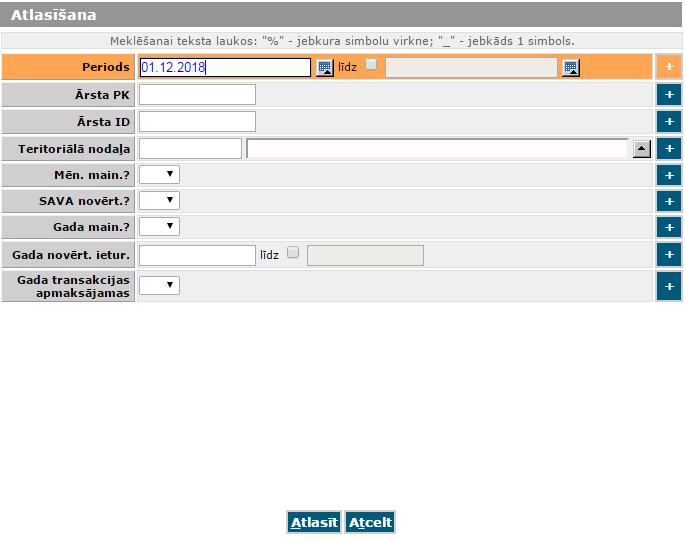 Atlasīšana
Meklēšanai teksta laukos: "%" - jebkura simbolu virkne; "_" - jebkāds 1 simbols.
Periods 01.12.2018 līdz +
Ārsta PK +
Ārsta ID +
Teritoriālā nodaļa +
Mēn. main.? +
SAVA novērt.? +
Gada main.? +
Gada novērt. ietur. līdz +
Gada transakcijas
apmaksājamas +
Atlasīt Atcelt